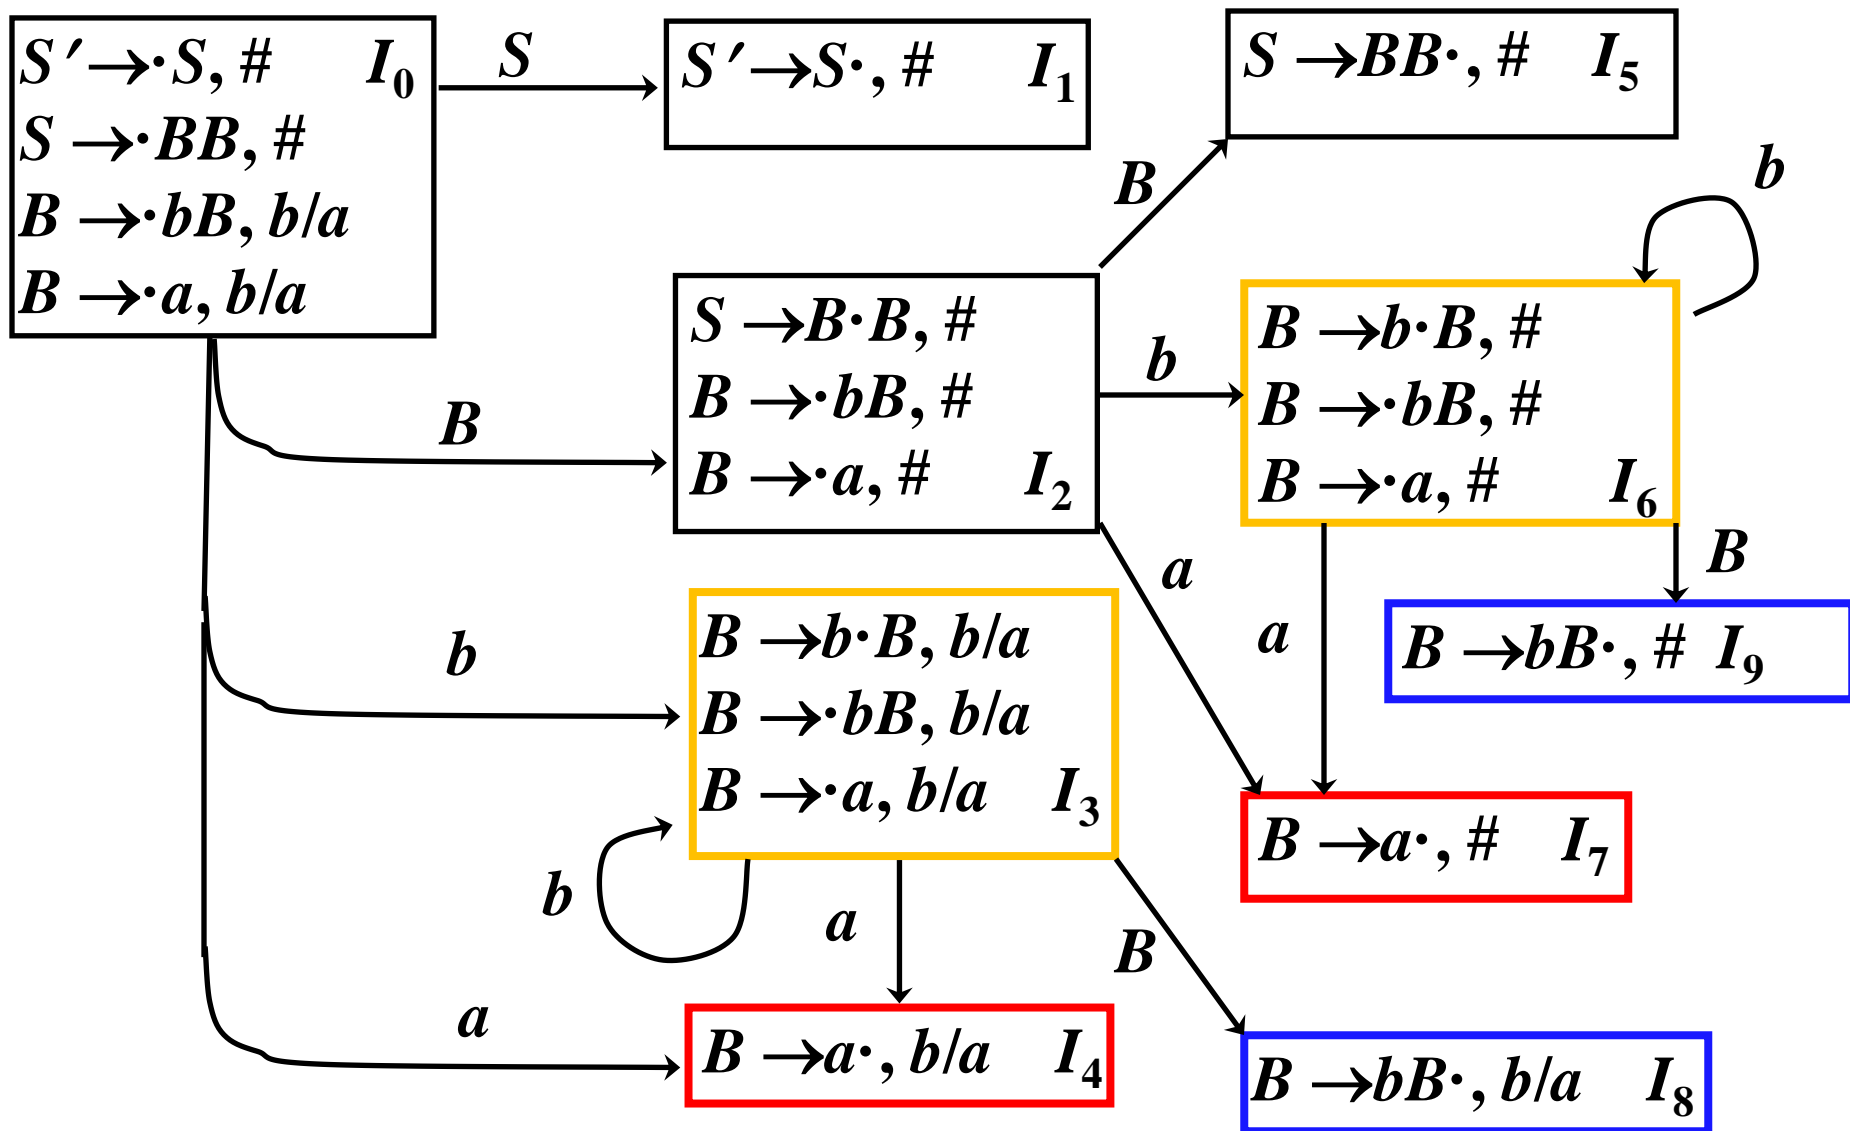 S′→·S, # I₀
S→·BB, #
B→·bB, b/a
B→·a, b/a
S
S′→S·, # I₁
S→BB·, # I₅
B
b
B
S→B·B, #
B→·bB, #
B→·a, # I₂
b
B→b·B, #
B→·bB, #
B→·a, # I₆
a
a
B
B→bB·, # I₉
b
B→b·B, b/a
B→·bB, b/a
B→·a, b/a I₃
B→a·, # I₇
b
a
B
a
B→a·, b/a I₄
B→bB·, b/a I₈